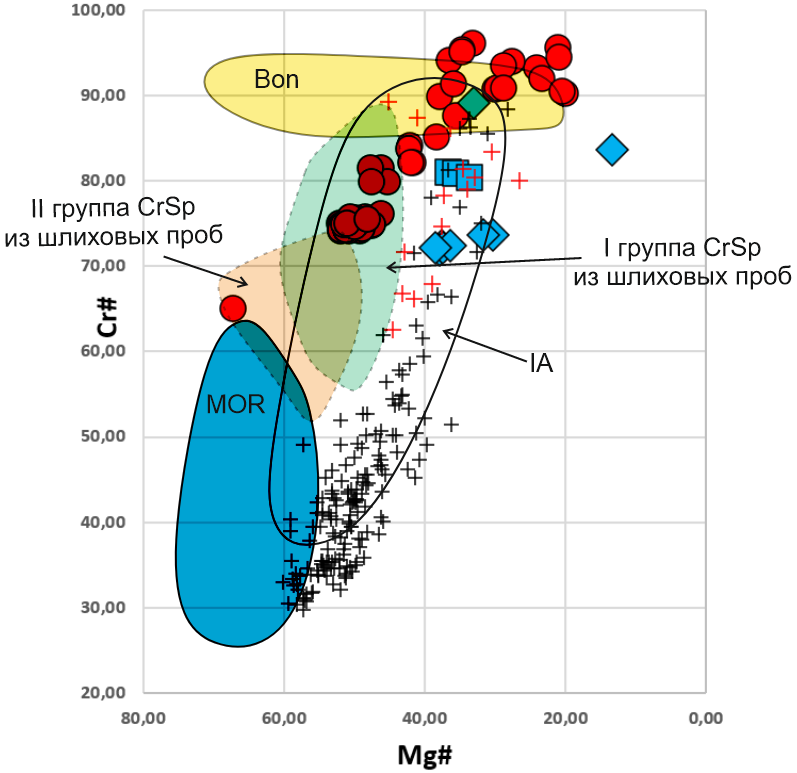 100,00
Bon
90,00
80,00
II группа CrSp
из шлиховых проб
I группа CrSp
из шлиховых проб
70,00
Cr#
60,00
IA
MOR
50,00
40,00
30,00
20,00
80,00 60,00 40,00 20,00 0,00
Mg#